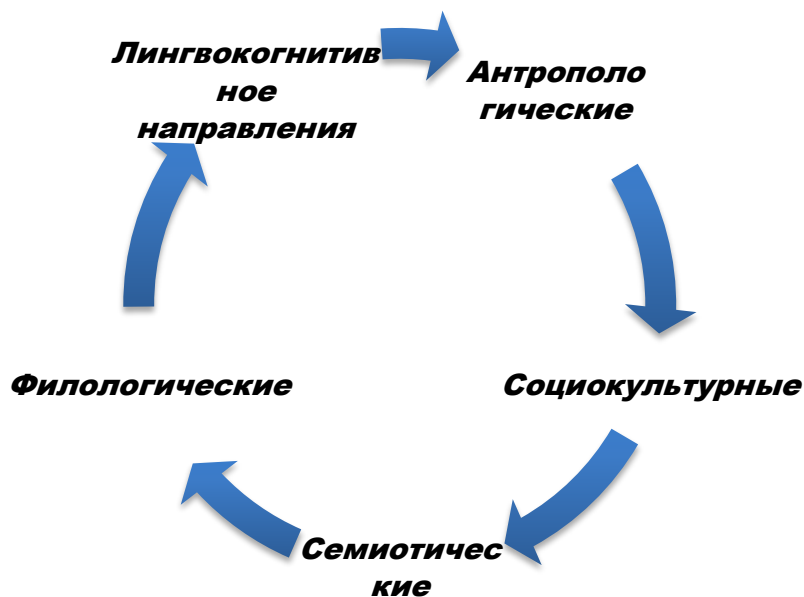 Лингвокогнитив
ное
направления
Антрополо
гические
Социокультурные
Семиотичес
кие
Филологические